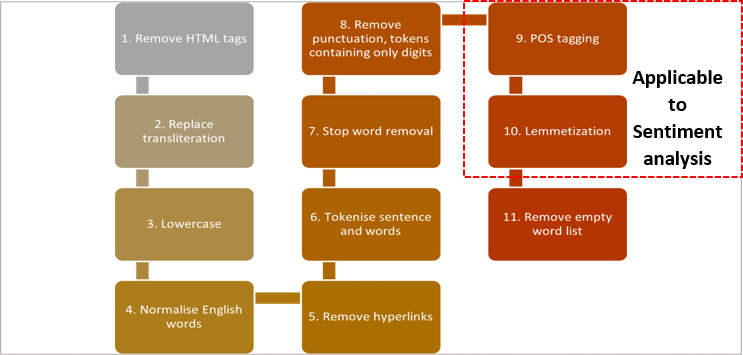 1. Remove HTML tags
2. Replace
transliteration
3. Lowercase
4. Normalise English
words
5. Remove hyperlinks
6. Tokenise sentence
and words
7. Stop word removal
8. Remove
punctuation, tokens
containing only digits
9. POS tagging
10. Lemmetization
11. Remove empty
word list
Applicable
to
Sentiment
analysis